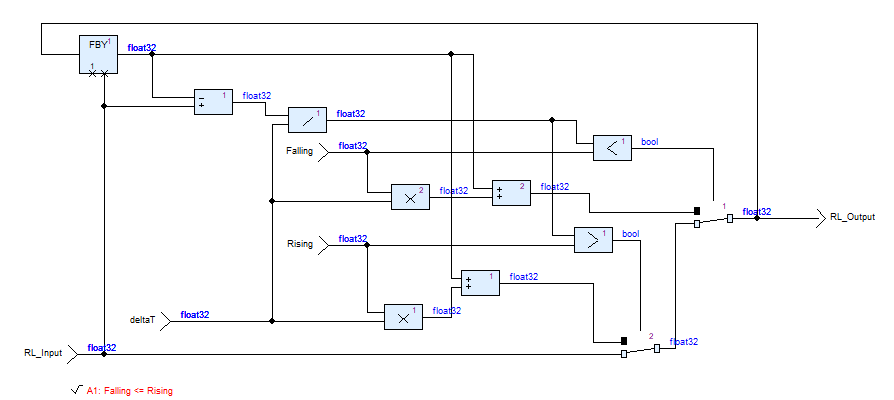 FBY 1
1
float32
- + 1
float32
1
float32
Falling
float32
< 1
bool
× 2
float32
+ + 2
float32
1
float32
RL_Output
Rising
float32
> 1
bool
+ + 1
float32
deltaT
float32
× 1
float32
2
float32
RL_Input
float32
A1: Falling <= Rising